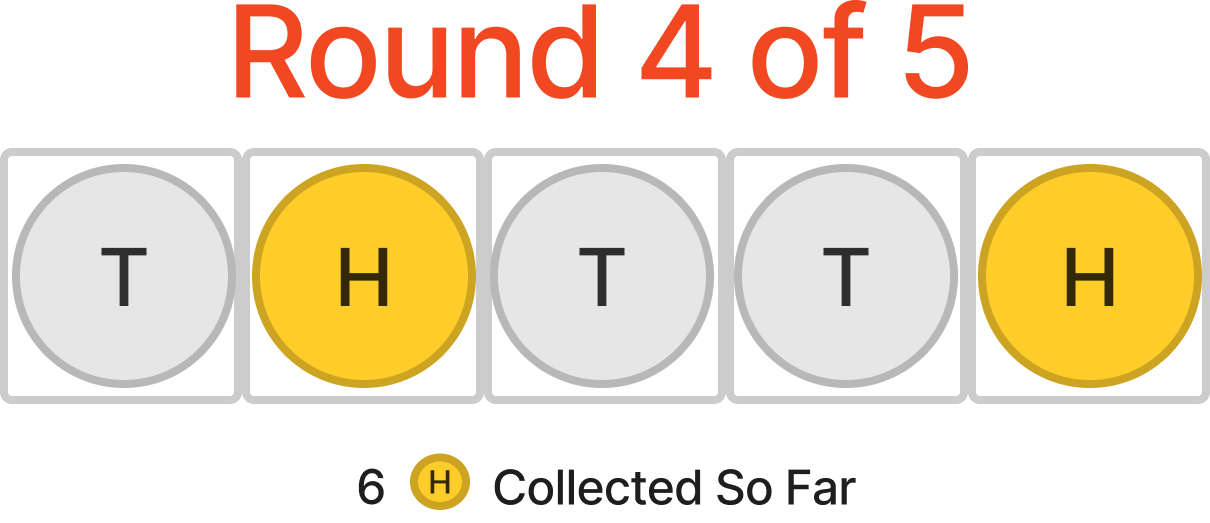 Round 4 of 5
T H T T H
6 H Collected So Far